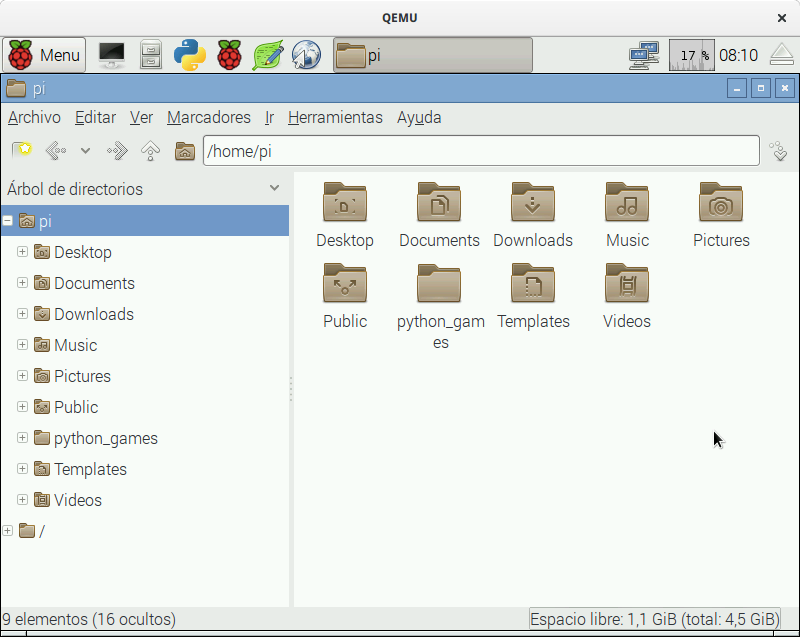 QEMU
Menu
pi
17 %
08:10
pi
Archivo Editar Ver Marcadores Ir Herramientas Ayuda
/home/pi
Árbol de directorios
pi
Desktop
Documents
Downloads
Music
Pictures
Public
python_games
Templates
Videos
/
Desktop
Documents
Downloads
Music
Pictures
Public
python_gam
es
Templates
Videos
9 elementos (16 ocultos)
Espacio libre: 1,1 GiB (total: 4,5 GiB)